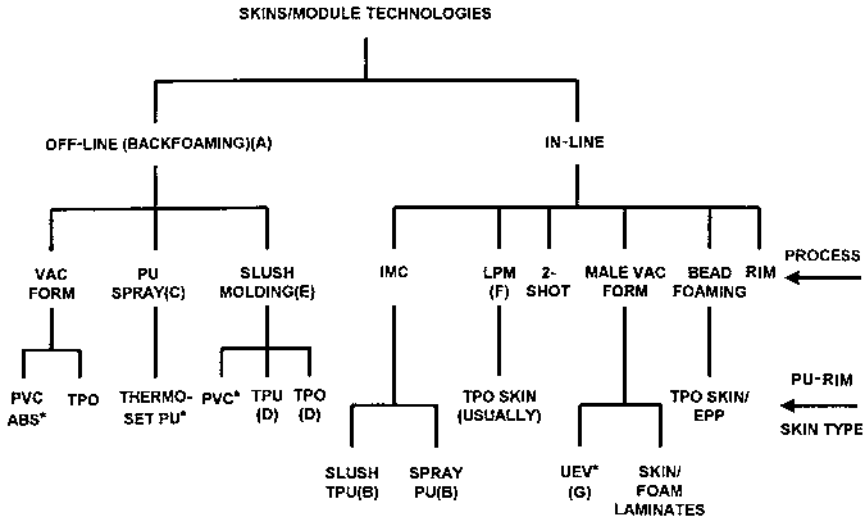 SKINS/MODULE TECHNOLOGIES
OFF-LINE (BACKFOAMING)(A)
IN-LINE
VAC
FORM
PU
SPRAY(C)
SLUSH
MOLDING(E)
IMC
LPM
(F)
2-
SHOT
MALE VAC
FORM
BEAD
FOAMING
RIM
PROCESS
PVC
ABS*
TPO
THERMO-
SET PU*
PVC*
TPU
(D)
TPO
(D)
TPO SKIN
(USUALLY)
TPO SKIN/
EPP
PU-RIM
SKIN TYPE
SLUSH
TPU(B)
SPRAY
PU(B)
UEV*
(G)
SKIN/
FOAM
LAMINATES